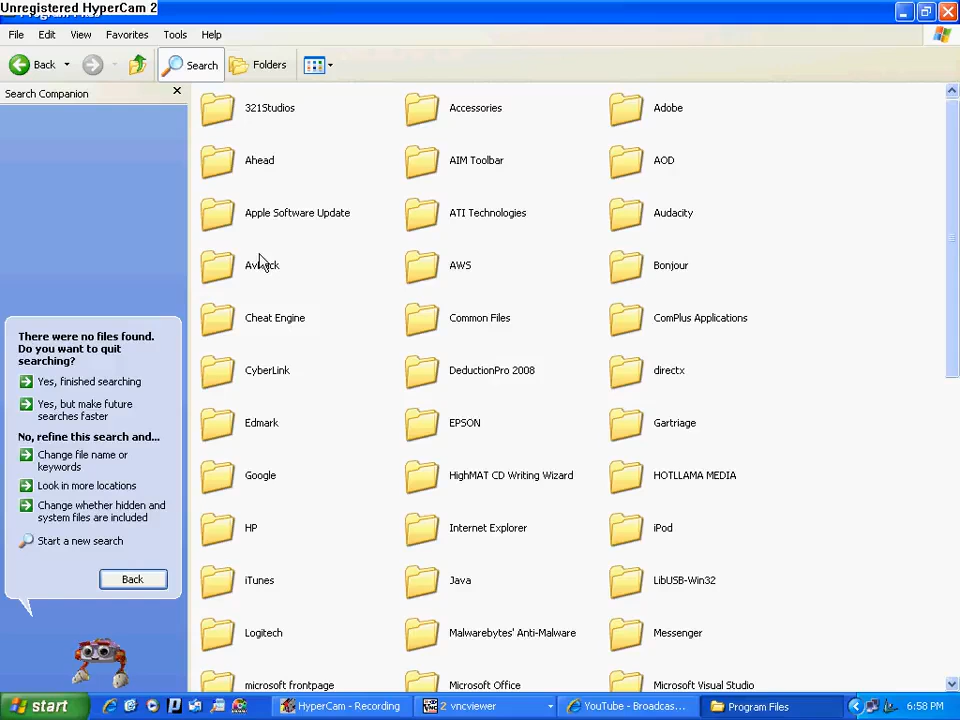 Unregistered HyperCam 2
File Edit View Favorites Tools Help
Back Search Folders
Search Companion
321Studios Accessories Adobe
Ahead AIM Toolbar AOD
Apple Software Update ATI Technologies Audacity
AWS Bonjour
Cheat Engine Common Files ComPlus Applications
There were no files found.
Do you want to quit
searching?
Yes, finished searching
Yes, but make future
searches faster
No, refine this search and...
Change file name or
keywords
Look in more locations
Change whether hidden and
system files are included
Start a new search
Back
CyberLink DeductionPro 2008 directx
Edmark EPSON Gartriage
Google HighMAT CD Writing Wizard HOTLLAMA MEDIA
HP Internet Explorer iPod
iTunes Java LibUSB-Win32
Logitech Malwarebytes' Anti-Malware Messenger
microsoft frontpage Microsoft Office Microsoft Visual Studio
start HyperCam - Recording 2 vncviewer YouTube - Broadcas... Program Files 6:58 PM